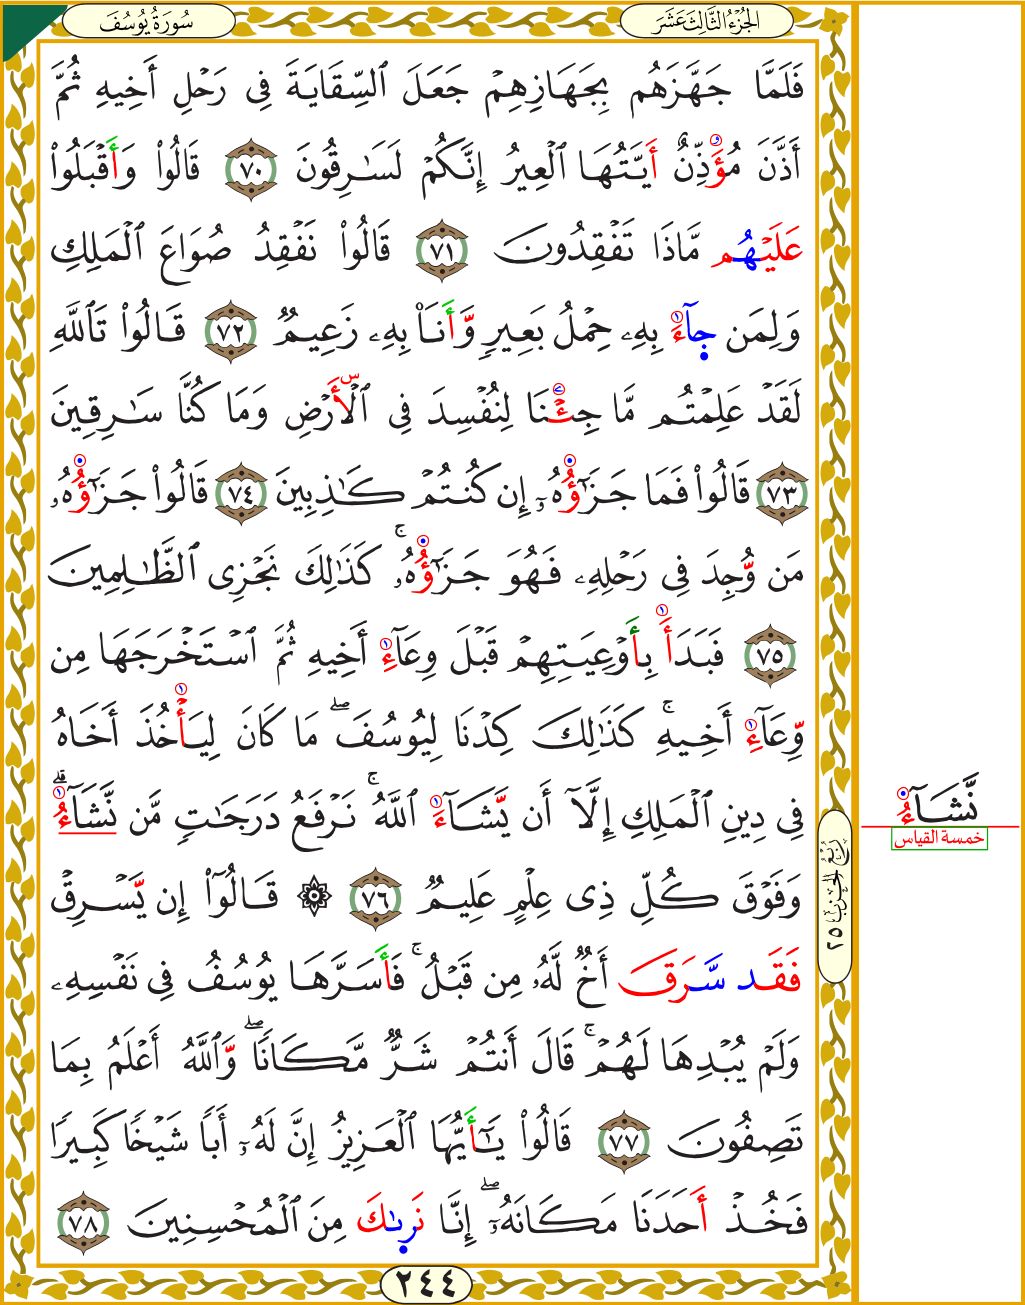 سُورَةُ يُوسُفَ
الجُزْءُ الثَّالِثَ عَشَرَ
فَلَمَّا جَهَّزَهُم بِجَهَازِهِمْ جَعَلَ ٱلسِّقَايَةَ فِى رَحْلِ أَخِيهِ ثُمَّ
أَذَّنَ مُؤَذِّنٌ أَيَّتُهَا ٱلْعِيرُ إِنَّكُمْ لَسَـٰرِقُونَ ٧٠ قَالُوا۟ وَأَقْبَلُوا۟
عَلَيْهُم مَّاذَا تَفْقِدُونَ ٧١ قَالُوا۟ نَفْقِدُ صُوَاعَ ٱلْمَلِكِ
وَلِمَن جَآءَ بِهِۦ حِمْلُ بَعِيرٍ وَّأَنَا۠ بِهِۦ زَعِيمٌ ٧٢ قَالُوا۟ تَٱللَّهِ
لَقَدْ عَلِمْتُم مَّا جِئْنَا لِنُفْسِدَ فِى ٱلْأَرْضِ وَمَا كُنَّا سَـٰرِقِينَ
٧٣ قَالُوا۟ فَمَا جَزَٰٓؤُهُۥٓ إِن كُنتُمْ كَـٰذِبِينَ ٧٤ قَالُوا۟ جَزَٰٓؤُهُۥ
مَن وُّجِدَ فِى رَحْلِهِۦ فَهُوَ جَزَٰٓؤُهُۥ ۚ كَذَٰلِكَ نَجْزِى ٱلظَّـٰلِمِينَ
٧٥ فَبَدَأَ بِأَوْعِيَتِهِمْ قَبْلَ وِعَآءِ أَخِيهِ ثُمَّ ٱسْتَخْرَجَهَا مِن
وِّعَآءِ أَخِيهِ ۚ كَذَٰلِكَ كِدْنَا لِيُوسُفَ ۖ مَا كَانَ لِيَأْخُذَ أَخَاهُ
فِى دِينِ ٱلْمَلِكِ إِلَّآ أَن يَّشَآءَ ٱللَّهُ ۚ نَرْفَعُ دَرَجَـٰتٍ مَّن نَّشَآءُ ۗ
نَّشَآءُ
خمسة القياس
وَفَوْقَ كُلِّ ذِى عِلْمٍ عَلِيمٌ ٧٦ ۞ قَالُوٓا۟ إِن يَّسْرِقْ
رُبْعُ الحِزْبِ ٢٥
فَقَد سَّرَقَ أَخٌ لَّهُۥ مِن قَبْلُ ۚ فَأَسَرَّهَا يُوسُفُ فِى نَفْسِهِۦ
وَلَمْ يُبْدِهَا لَهُمْ ۚ قَالَ أَنتُمْ شَرٌّ مَّكَانًا ۖ وَّٱللَّهُ أَعْلَمُ بِمَا
تَصِفُونَ ٧٧ قَالُوا۟ يَـٰٓأَيُّهَا ٱلْعَزِيزُ إِنَّ لَهُۥٓ أَبًا شَيْخًا كَبِيرًا
فَخُذْ أَحَدَنَا مَكَانَهُۥٓ ۖ إِنَّا نَرَىٰكَ مِنَ ٱلْمُحْسِنِينَ ٧٨
٢٤٤